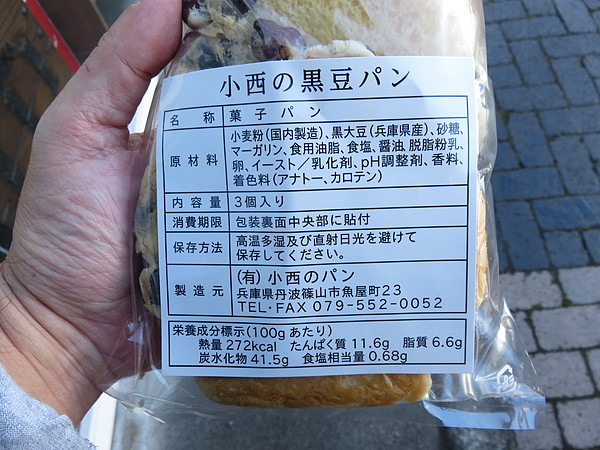 小西の黒豆パン
名称 菓子パン
原材料 小麦粉(国内製造)、黒大豆(兵庫県産)、砂糖、
マーガリン、食用油脂、食塩、醤油、脱脂粉乳、
卵、イースト/乳化剤、pH調整剤、香料、
着色料(アナトー、カロテン)
内容量 3個入り
消費期限 包装裏面中央部に貼付
保存方法 高温多湿及び直射日光を避けて
保存してください。
製造元 (有)小西のパン
兵庫県丹波篠山市魚屋町23
TEL・FAX 079-552-0052
栄養成分標示(100gあたり)
熱量 272kcal たんぱく質 11.6g 脂質 6.6g
炭水化物 41.5g 食塩相当量 0.68g